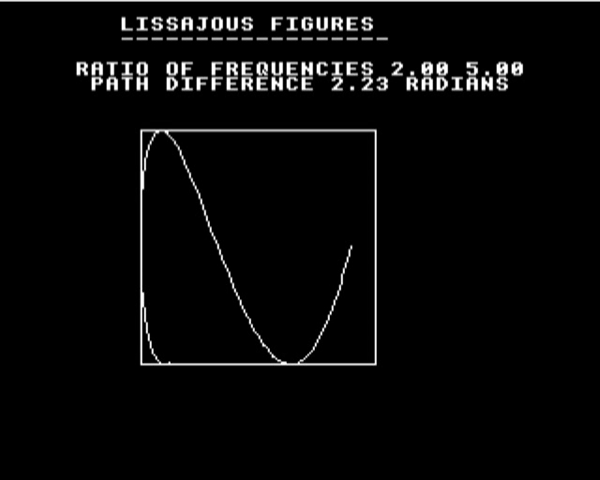 LISSAJOUS FIGURES
------------------
RATIO OF FREQUENCIES 2.00 5.00
PATH DIFFERENCE 2.23 RADIANS